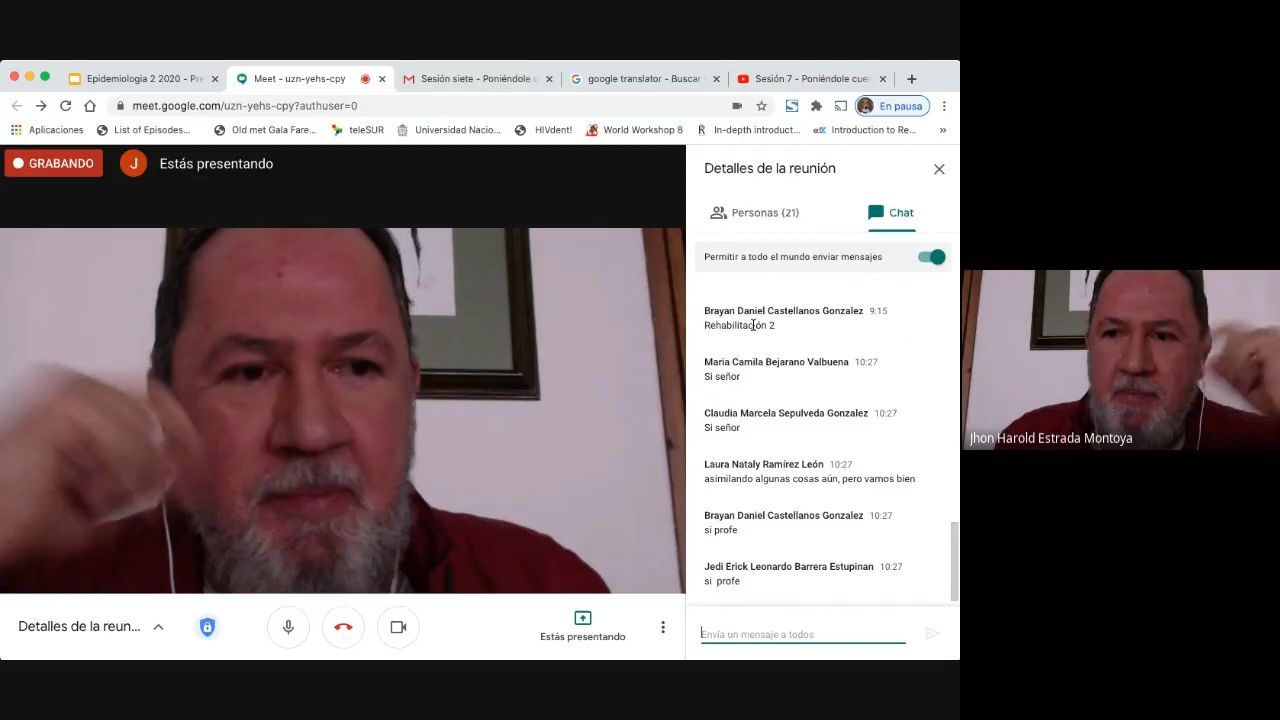 Epidemiología 2 2020 - Pre
Meet - uzn-yehs-cpy
Sesión siete - Poniéndole c
google translator - Buscar
Sesión 7 - Poniéndole cue
meet.google.com/uzn-yehs-cpy?authuser=0
En pausa
Aplicaciones
List of Episodes...
Old met Gala Fare...
teleSUR
Universidad Nacio...
HIVdent!
World Workshop 8
In-depth introduct...
Introduction to Re...
»
GRABANDO
J
Estás presentando
Detalles de la reunión
Personas (21)
Chat
Permitir a todo el mundo enviar mensajes
Brayan Daniel Castellanos Gonzalez 9:15
Rehabilitación 2
Maria Camila Bejarano Valbuena 10:27
Si señor
Claudia Marcela Sepulveda Gonzalez 10:27
Si señor
Laura Nataly Ramírez León 10:27
asimilando algunas cosas aún, pero vamos bien
Brayan Daniel Castellanos Gonzalez 10:27
si profe
Jedi Erick Leonardo Barrera Estupinan 10:27
si profe
Envía un mensaje a todos
Detalles de la reun...
Estás presentando
Jhon Harold Estrada Montoya